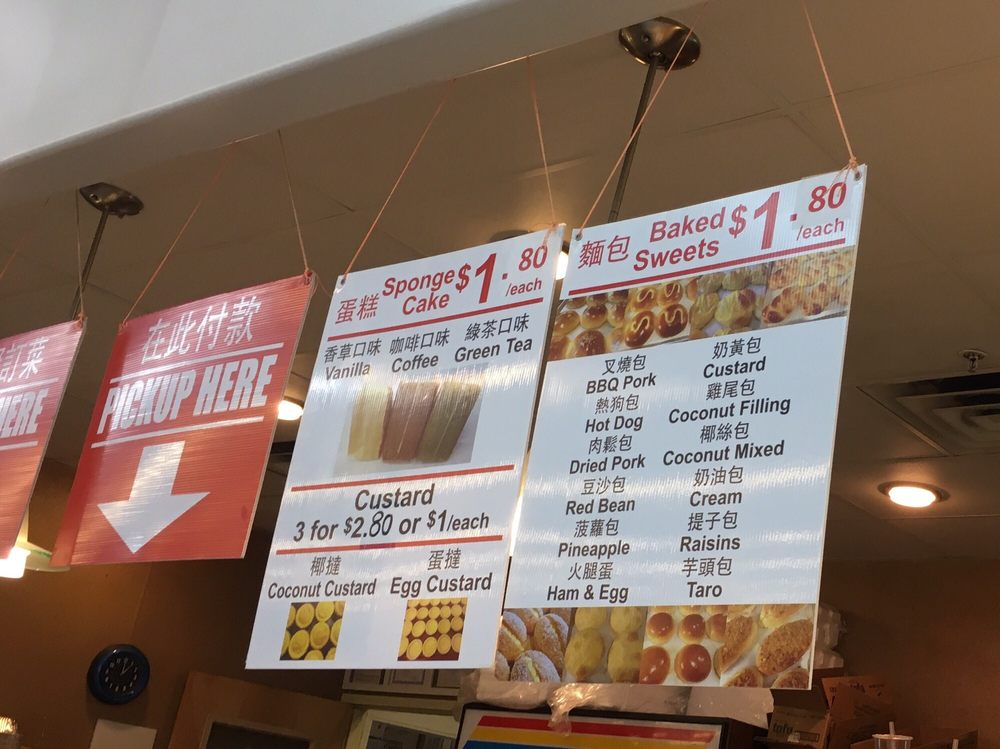 訂菜
HERE
在此付款
PICKUP HERE
蛋糕 Sponge Cake $1.80 /each
香草口味 咖啡口味 綠茶口味
Vanilla Coffee Green Tea
Custard
3 for $2.80 or $1/each
椰撻 蛋撻
Coconut Custard Egg Custard
麵包 Baked Sweets $1.80 /each
叉燒包
BBQ Pork
熱狗包
Hot Dog
肉鬆包
Dried Pork
豆沙包
Red Bean
菠蘿包
Pineapple
火腿蛋
Ham & Egg
奶黃包
Custard
雞尾包
Coconut Filling
椰絲包
Coconut Mixed
奶油包
Cream
提子包
Raisins
芋頭包
Taro
tofu